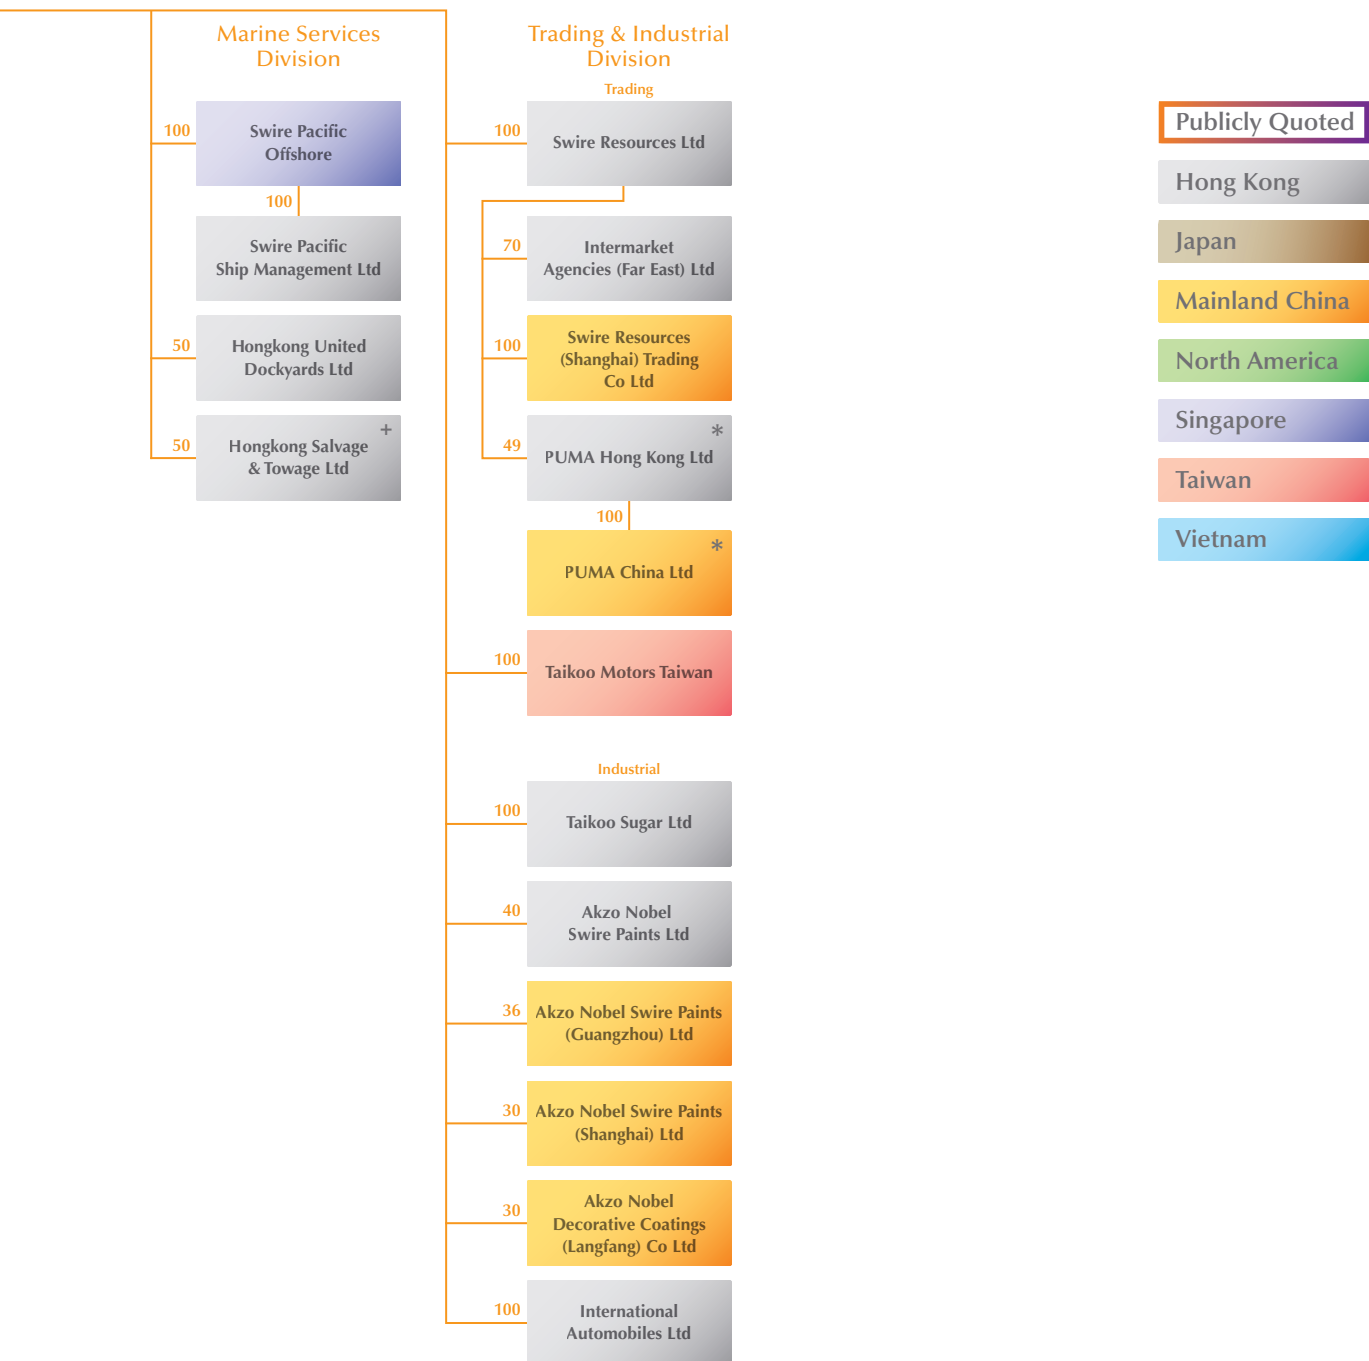 Marine Services
Division
100
Swire Pacific
Offshore
100
Swire Pacific
Ship Management Ltd
50
Hongkong United
Dockyards Ltd
50
+
Hongkong Salvage
& Towage Ltd
Trading & Industrial
Division
Trading
100
Swire Resources Ltd
70
Intermarket
Agencies (Far East) Ltd
100
Swire Resources
(Shanghai) Trading
Co Ltd
49
*
PUMA Hong Kong Ltd
100
*
PUMA China Ltd
100
Taikoo Motors Taiwan
Industrial
100
Taikoo Sugar Ltd
40
Akzo Nobel
Swire Paints Ltd
36
Akzo Nobel Swire Paints
(Guangzhou) Ltd
30
Akzo Nobel Swire Paints
(Shanghai) Ltd
30
Akzo Nobel
Decorative Coatings
(Langfang) Co Ltd
100
International
Automobiles Ltd
Publicly Quoted
Hong Kong
Japan
Mainland China
North America
Singapore
Taiwan
Vietnam